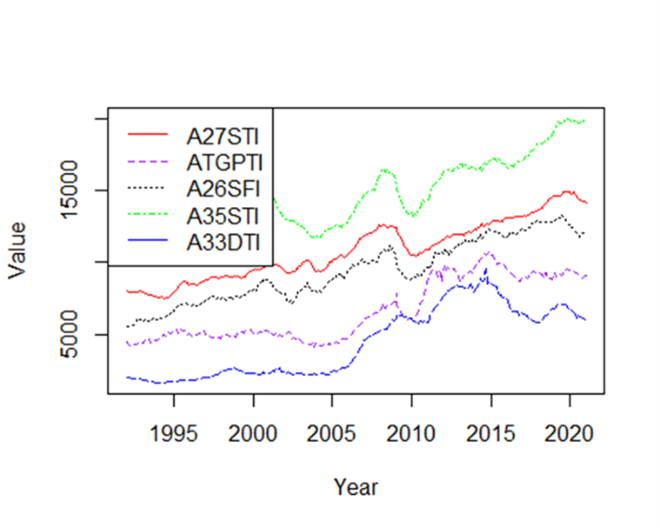 A27STI
ATGPTI
A26SFI
A35STI
A33DTI
15000
5000
Value
1995 2000 2005 2010 2015 2020
Year